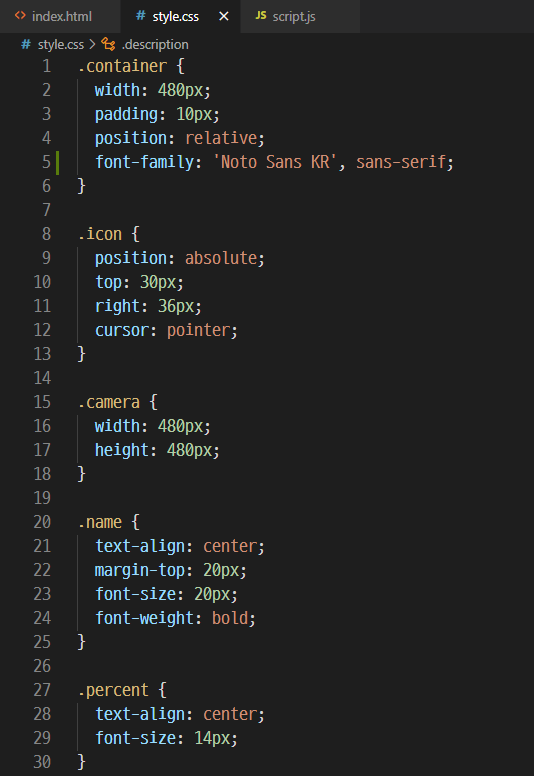 index.html style.css × JS script.js
# style.css > .description
1 .container {
2 width: 480px;
3 padding: 10px;
4 position: relative;
5 font-family: 'Noto Sans KR', sans-serif;
6 }
7
8 .icon {
9 position: absolute;
10 top: 30px;
11 right: 36px;
12 cursor: pointer;
13 }
14
15 .camera {
16 width: 480px;
17 height: 480px;
18 }
19
20 .name {
21 text-align: center;
22 margin-top: 20px;
23 font-size: 20px;
24 font-weight: bold;
25 }
26
27 .percent {
28 text-align: center;
29 font-size: 14px;
30 }